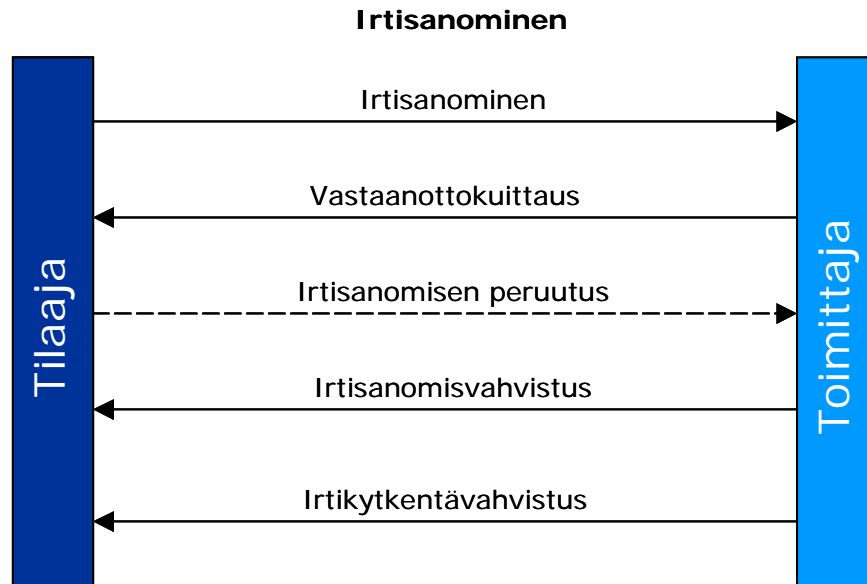 Irtisanominen
Irtisanominen
Vastaanottokuittaus
Irtisanomisen peruutus
Irtisanomisvahvistus
Irtikytkentävahvistus
Tilaaja
Toimittaja